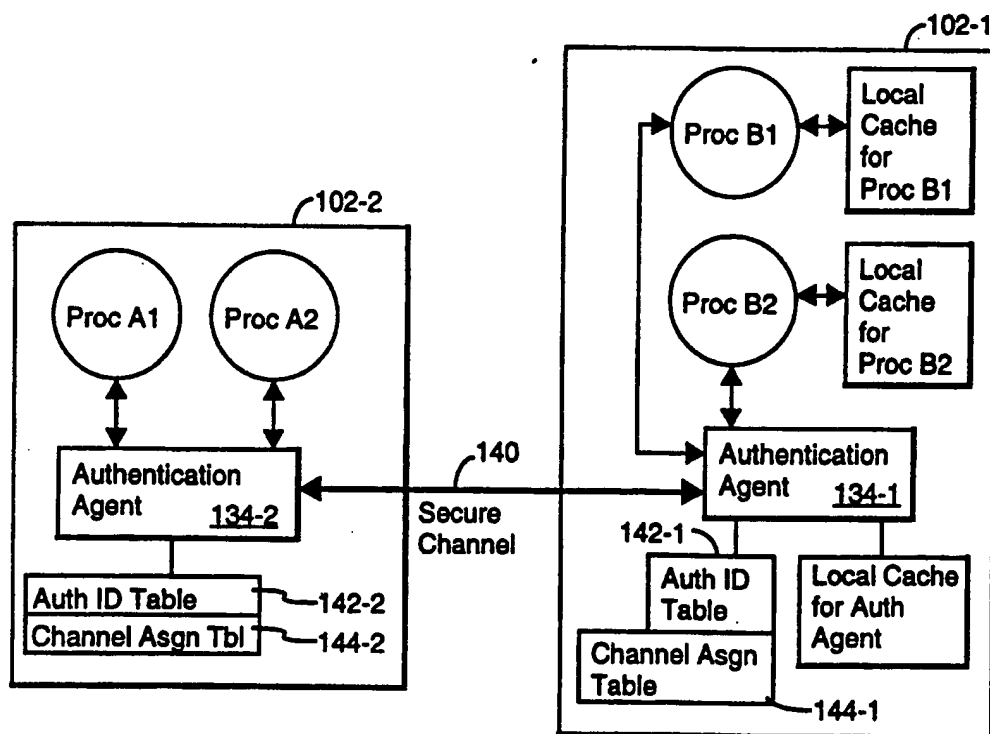 102-1
Proc B1
Local
Cache
for
Proc B1
102-2
Proc A1
Proc A2
Proc B2
Local
Cache
for
Proc B2
Authentication
Agent
134-2
140
Secure
Channel
Authentication
Agent
134-1
142-1
Auth ID Table
142-2
Channel Asgn Tbl
144-2
Auth ID
Table
Local Cache
for Auth
Agent
Channel Asgn
Table
144-1